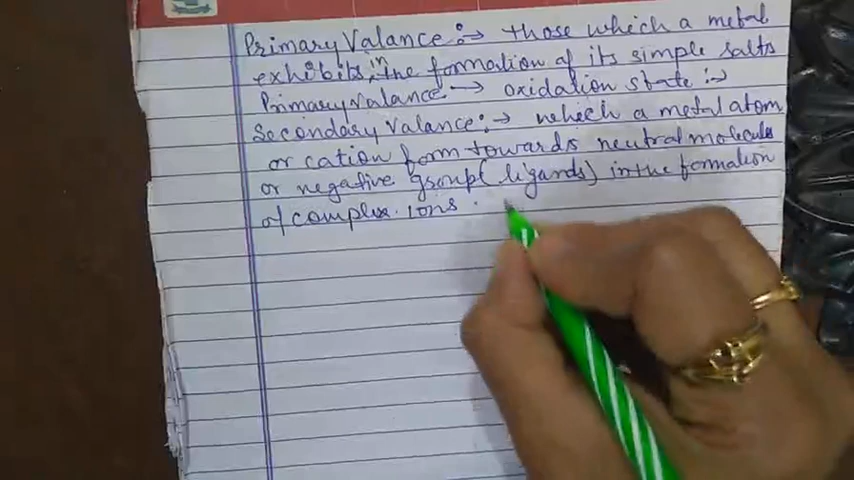 Primary Valance :→ those which a metal
exhibits in the formation of its simple salts
Primary valance → oxidation state :→
Secondary Valance :→ which a metal atom
or cation form towards neutral molecules
or negative group (ligands) in the formation
of complex ions.